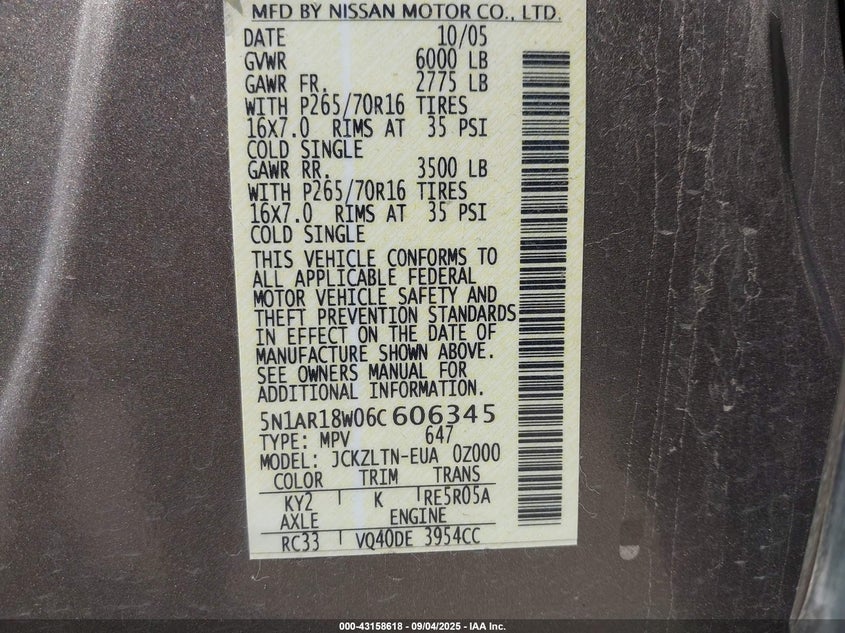 MFD BY NISSAN MOTOR CO., LTD.
DATE 10/05
GVWR 6000 LB
GAWR FR. 2775 LB
WITH P265/70R16 TIRES
16X7.0 RIMS AT 35 PSI
COLD SINGLE
GAWR RR. 3500 LB
WITH P265/70R16 TIRES
16X7.0 RIMS AT 35 PSI
COLD SINGLE
THIS VEHICLE CONFORMS TO
ALL APPLICABLE FEDERAL
MOTOR VEHICLE SAFETY AND
THEFT PREVENTION STANDARDS
IN EFFECT ON THE DATE OF
MANUFACTURE SHOWN ABOVE.
SEE OWNERS MANUAL FOR
ADDITIONAL INFORMATION.
5N1AR18W06C606345
TYPE: MPV 647
MODEL: JCKZLTN-EUA 0Z000
COLOR TRIM TRANS
KY2 K RE5R05A
AXLE ENGINE
RC33 VQ40DE 3954CC
000-43158618 - 09/04/2025 - IAA Inc.